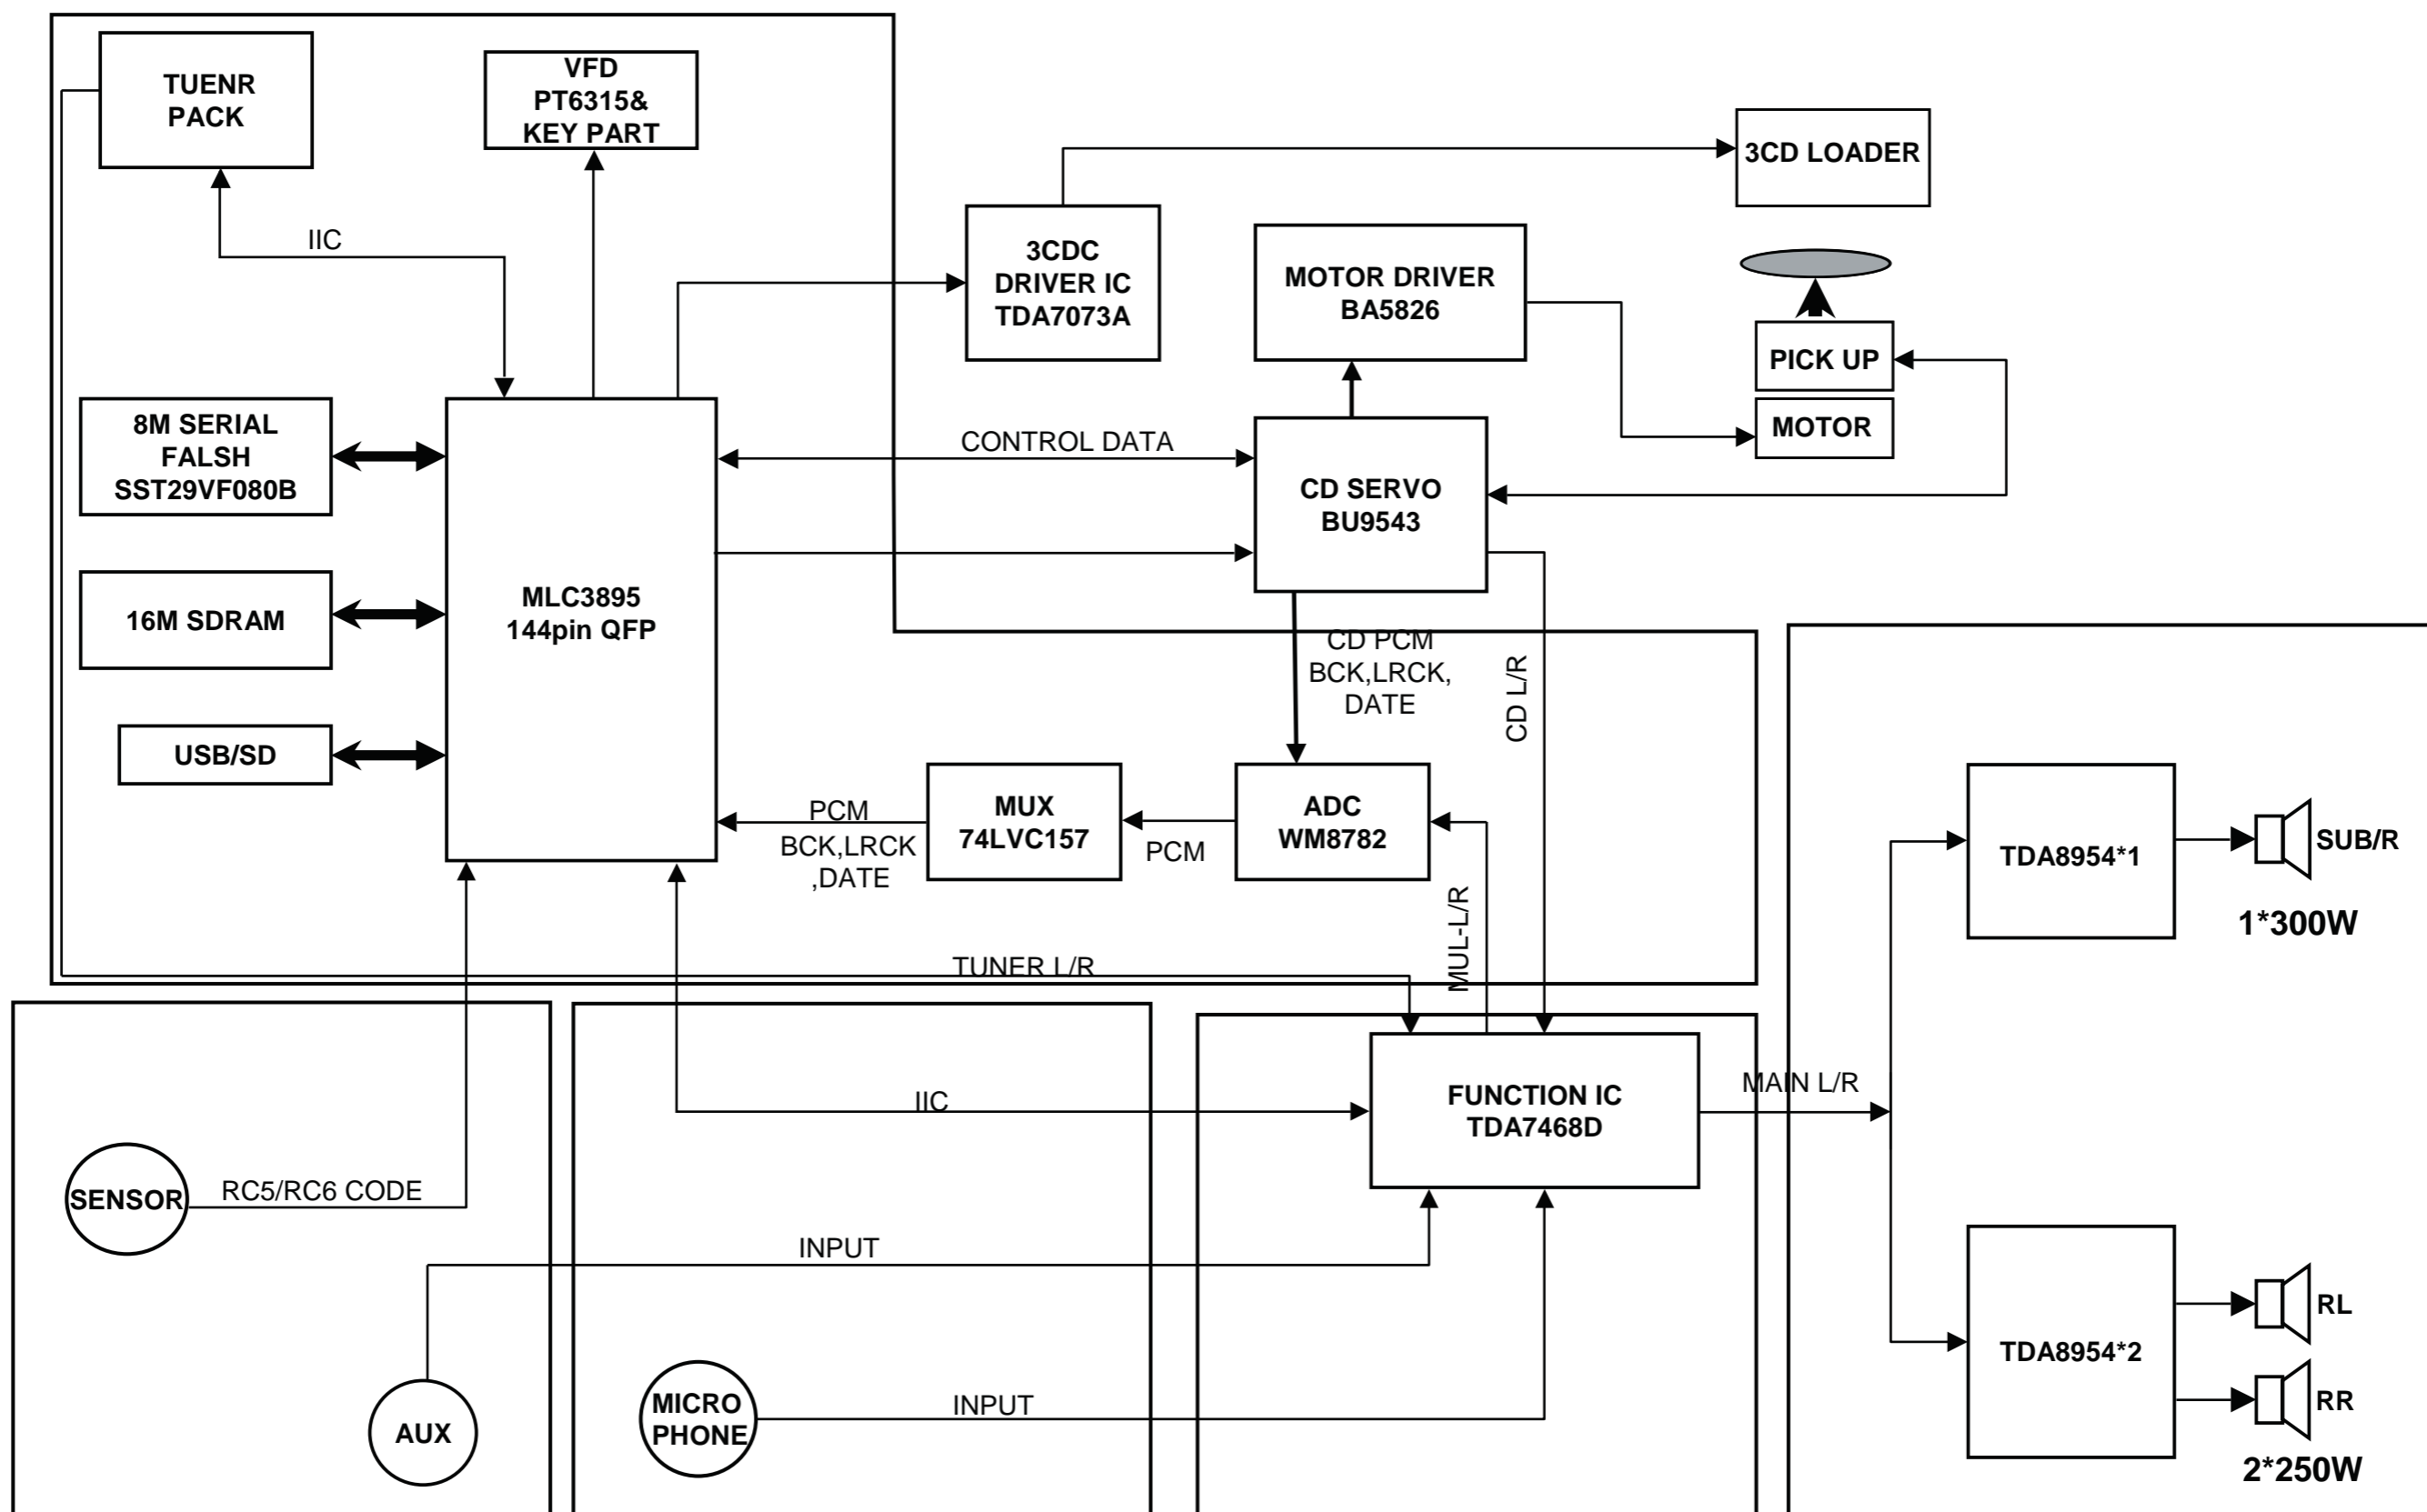 TUENR
PACK
VFD
PT6315&
KEY PART
3CD LOADER
IIC
3CDC
DRIVER IC
TDA7073A
MOTOR DRIVER
BA5826
PICK UP
MOTOR
8M SERIAL
FALSH
SST29VF080B
CONTROL DATA
CD SERVO
BU9543
16M SDRAM
MLC3895
144pin QFP
CD PCM
BCK,LRCK,
DATE
CD L/R
USB/SD
PCM
BCK,LRCK
,DATE
MUX
74LVC157
PCM
ADC
WM8782
MUL-L/R
TDA8954*1
SUB/R
1*300W
TUNER L/R
IIC
FUNCTION IC
TDA7468D
MAIN L/R
SENSOR
RC5/RC6 CODE
INPUT
AUX
MICRO
PHONE
INPUT
TDA8954*2
RL
RR
2*250W